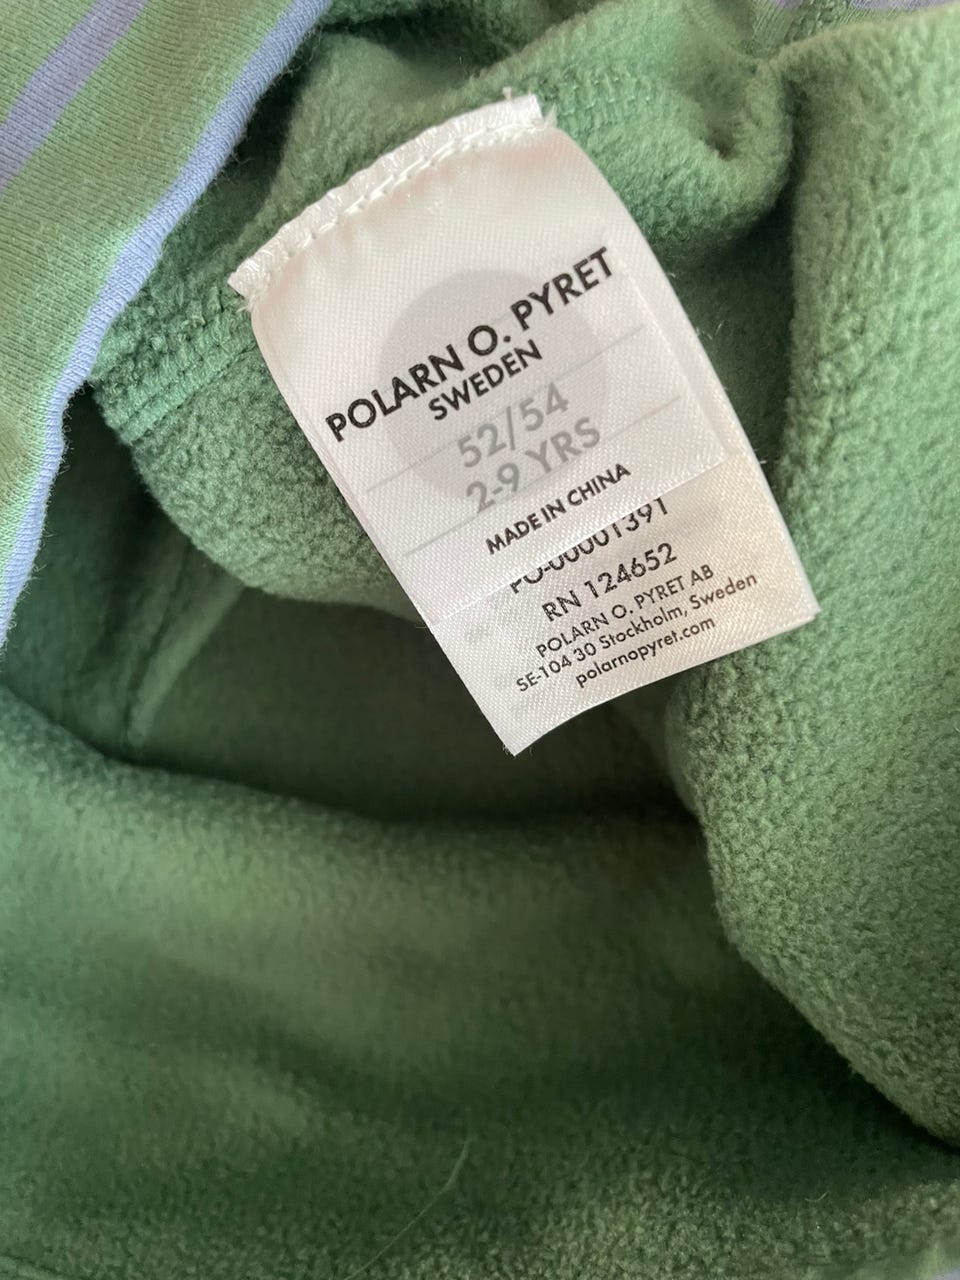 POLARN O. PYRET
SWEDEN
52/54
2-9 YRS
MADE IN CHINA
PO-00001391
RN 124652
POLARN O. PYRET AB
SE-104 30 Stockholm, Sweden
polarnopyret.com